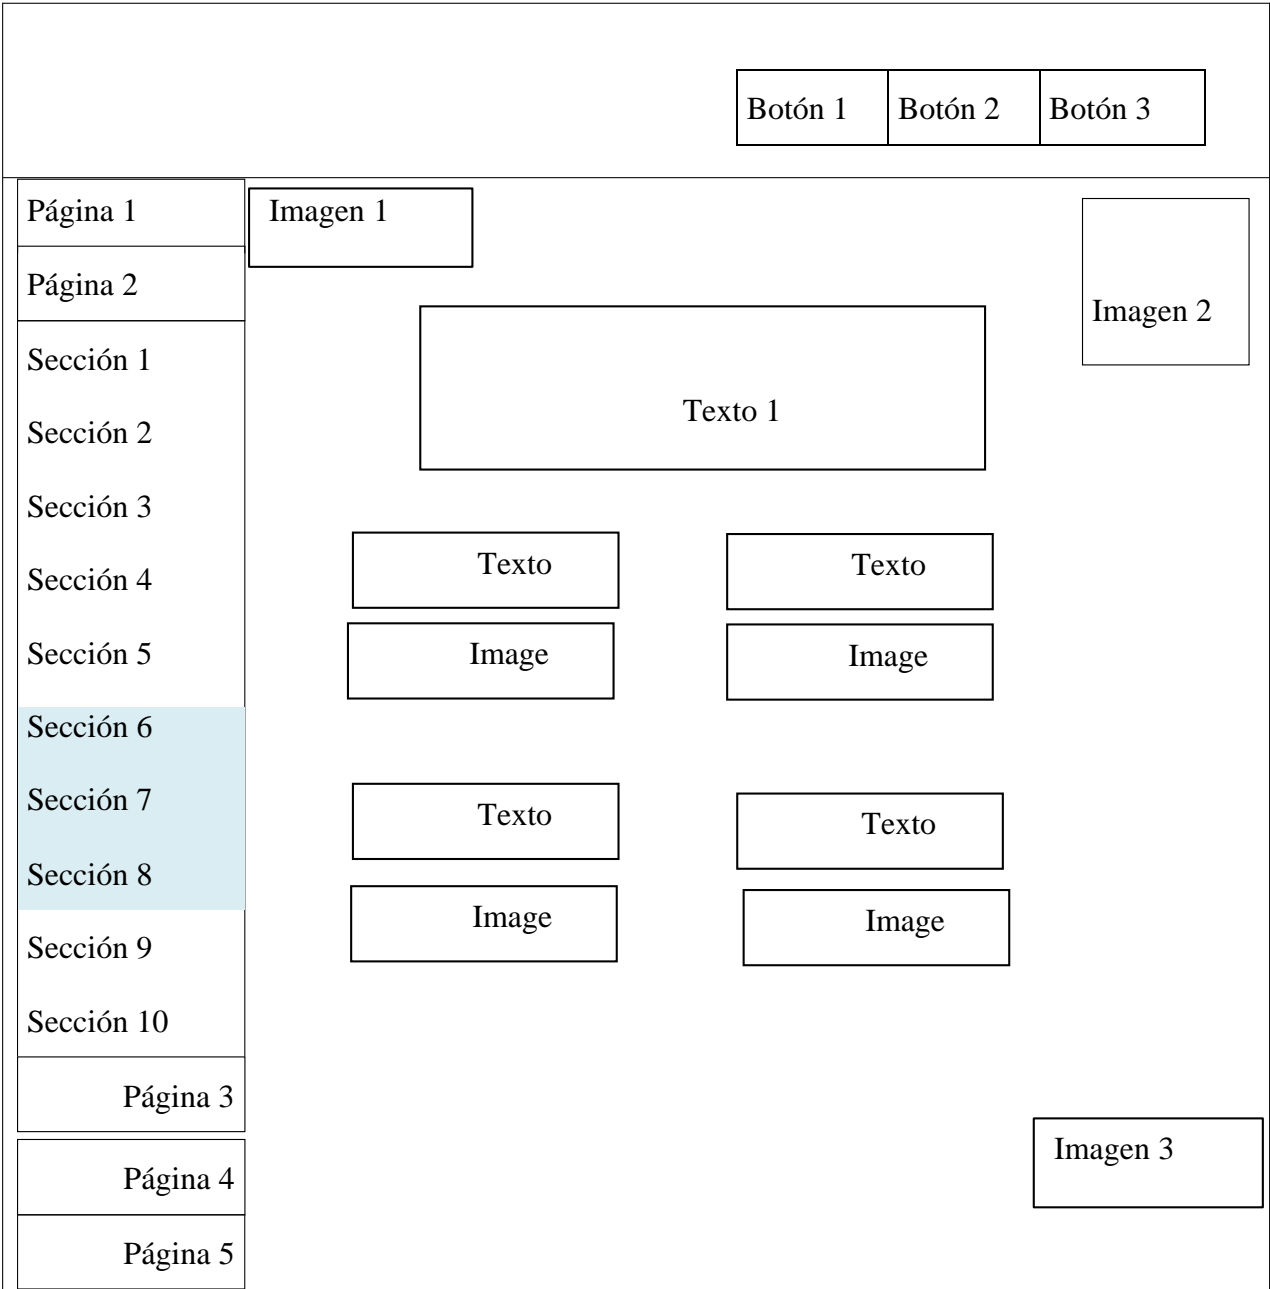 Botón 1 Botón 2 Botón 3
Página 1
Página 2
Sección 1
Sección 2
Sección 3
Sección 4
Sección 5
Sección 6
Sección 7
Sección 8
Sección 9
Sección 10
Página 3
Página 4
Página 5
Imagen 1
Imagen 2
Texto 1
Texto Texto
Image Image
Texto Texto
Image Image
Imagen 3